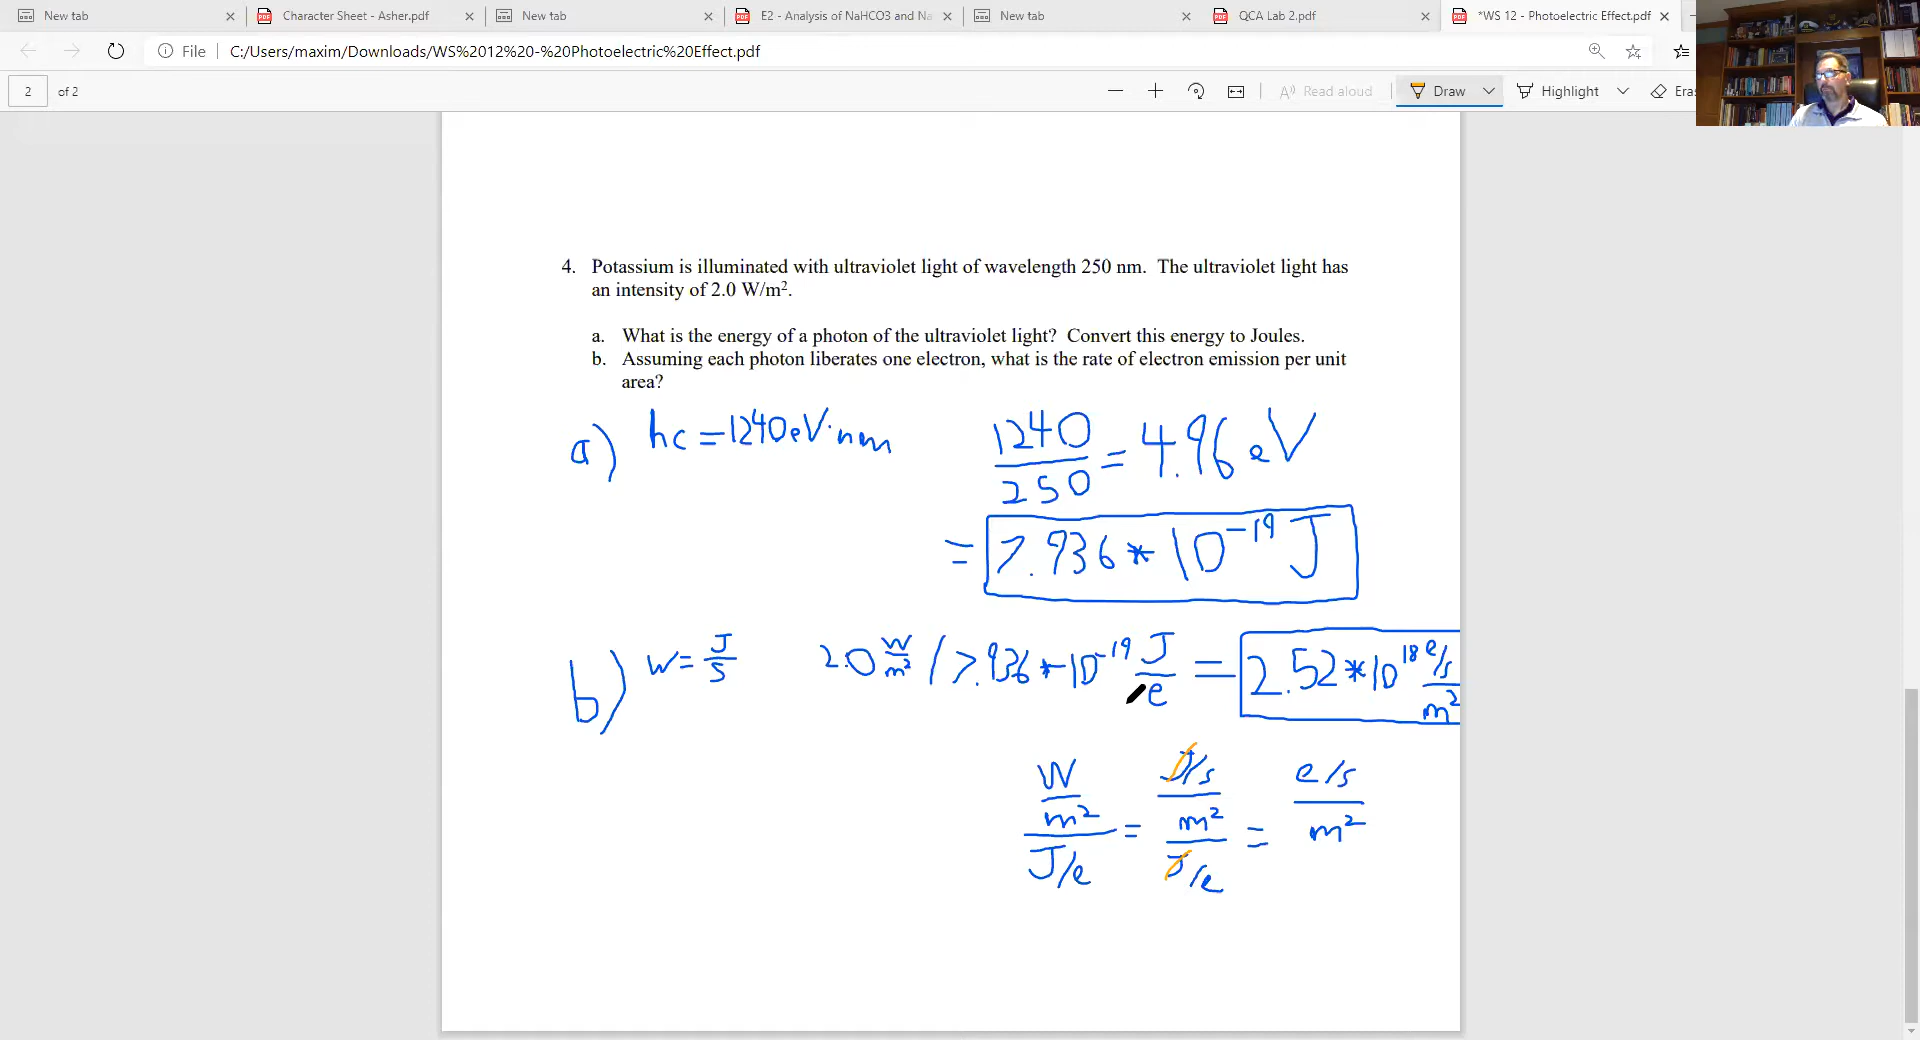 New tab
Character Sheet - Asher.pdf
New tab
E2 - Analysis of NaHCO3 and Na
New tab
QCA Lab 2.pdf
*WS 12 - Photoelectric Effect.pdf
File
C:/Users/maxim/Downloads/WS%2012%20-%20Photoelectric%20Effect.pdf
2 of 2
Read aloud
Draw
Highlight
Eras
4. Potassium is illuminated with ultraviolet light of wavelength 250 nm. The ultraviolet light has
an intensity of 2.0 W/m².
a. What is the energy of a photon of the ultraviolet light? Convert this energy to Joules.
b. Assuming each photon liberates one electron, what is the rate of electron emission per unit
area?
a) hc = 1240 eV·nm 1240/250 = 4.96 eV
= 7.936 * 10⁻¹⁹ J
b) W = J/S 2.0 W/m² / 7.936 * 10⁻¹⁹ J/e = 2.52 * 10¹⁸ e/s/m²
W/m² / J/e = J/s/m² / J/e = e/s/m²